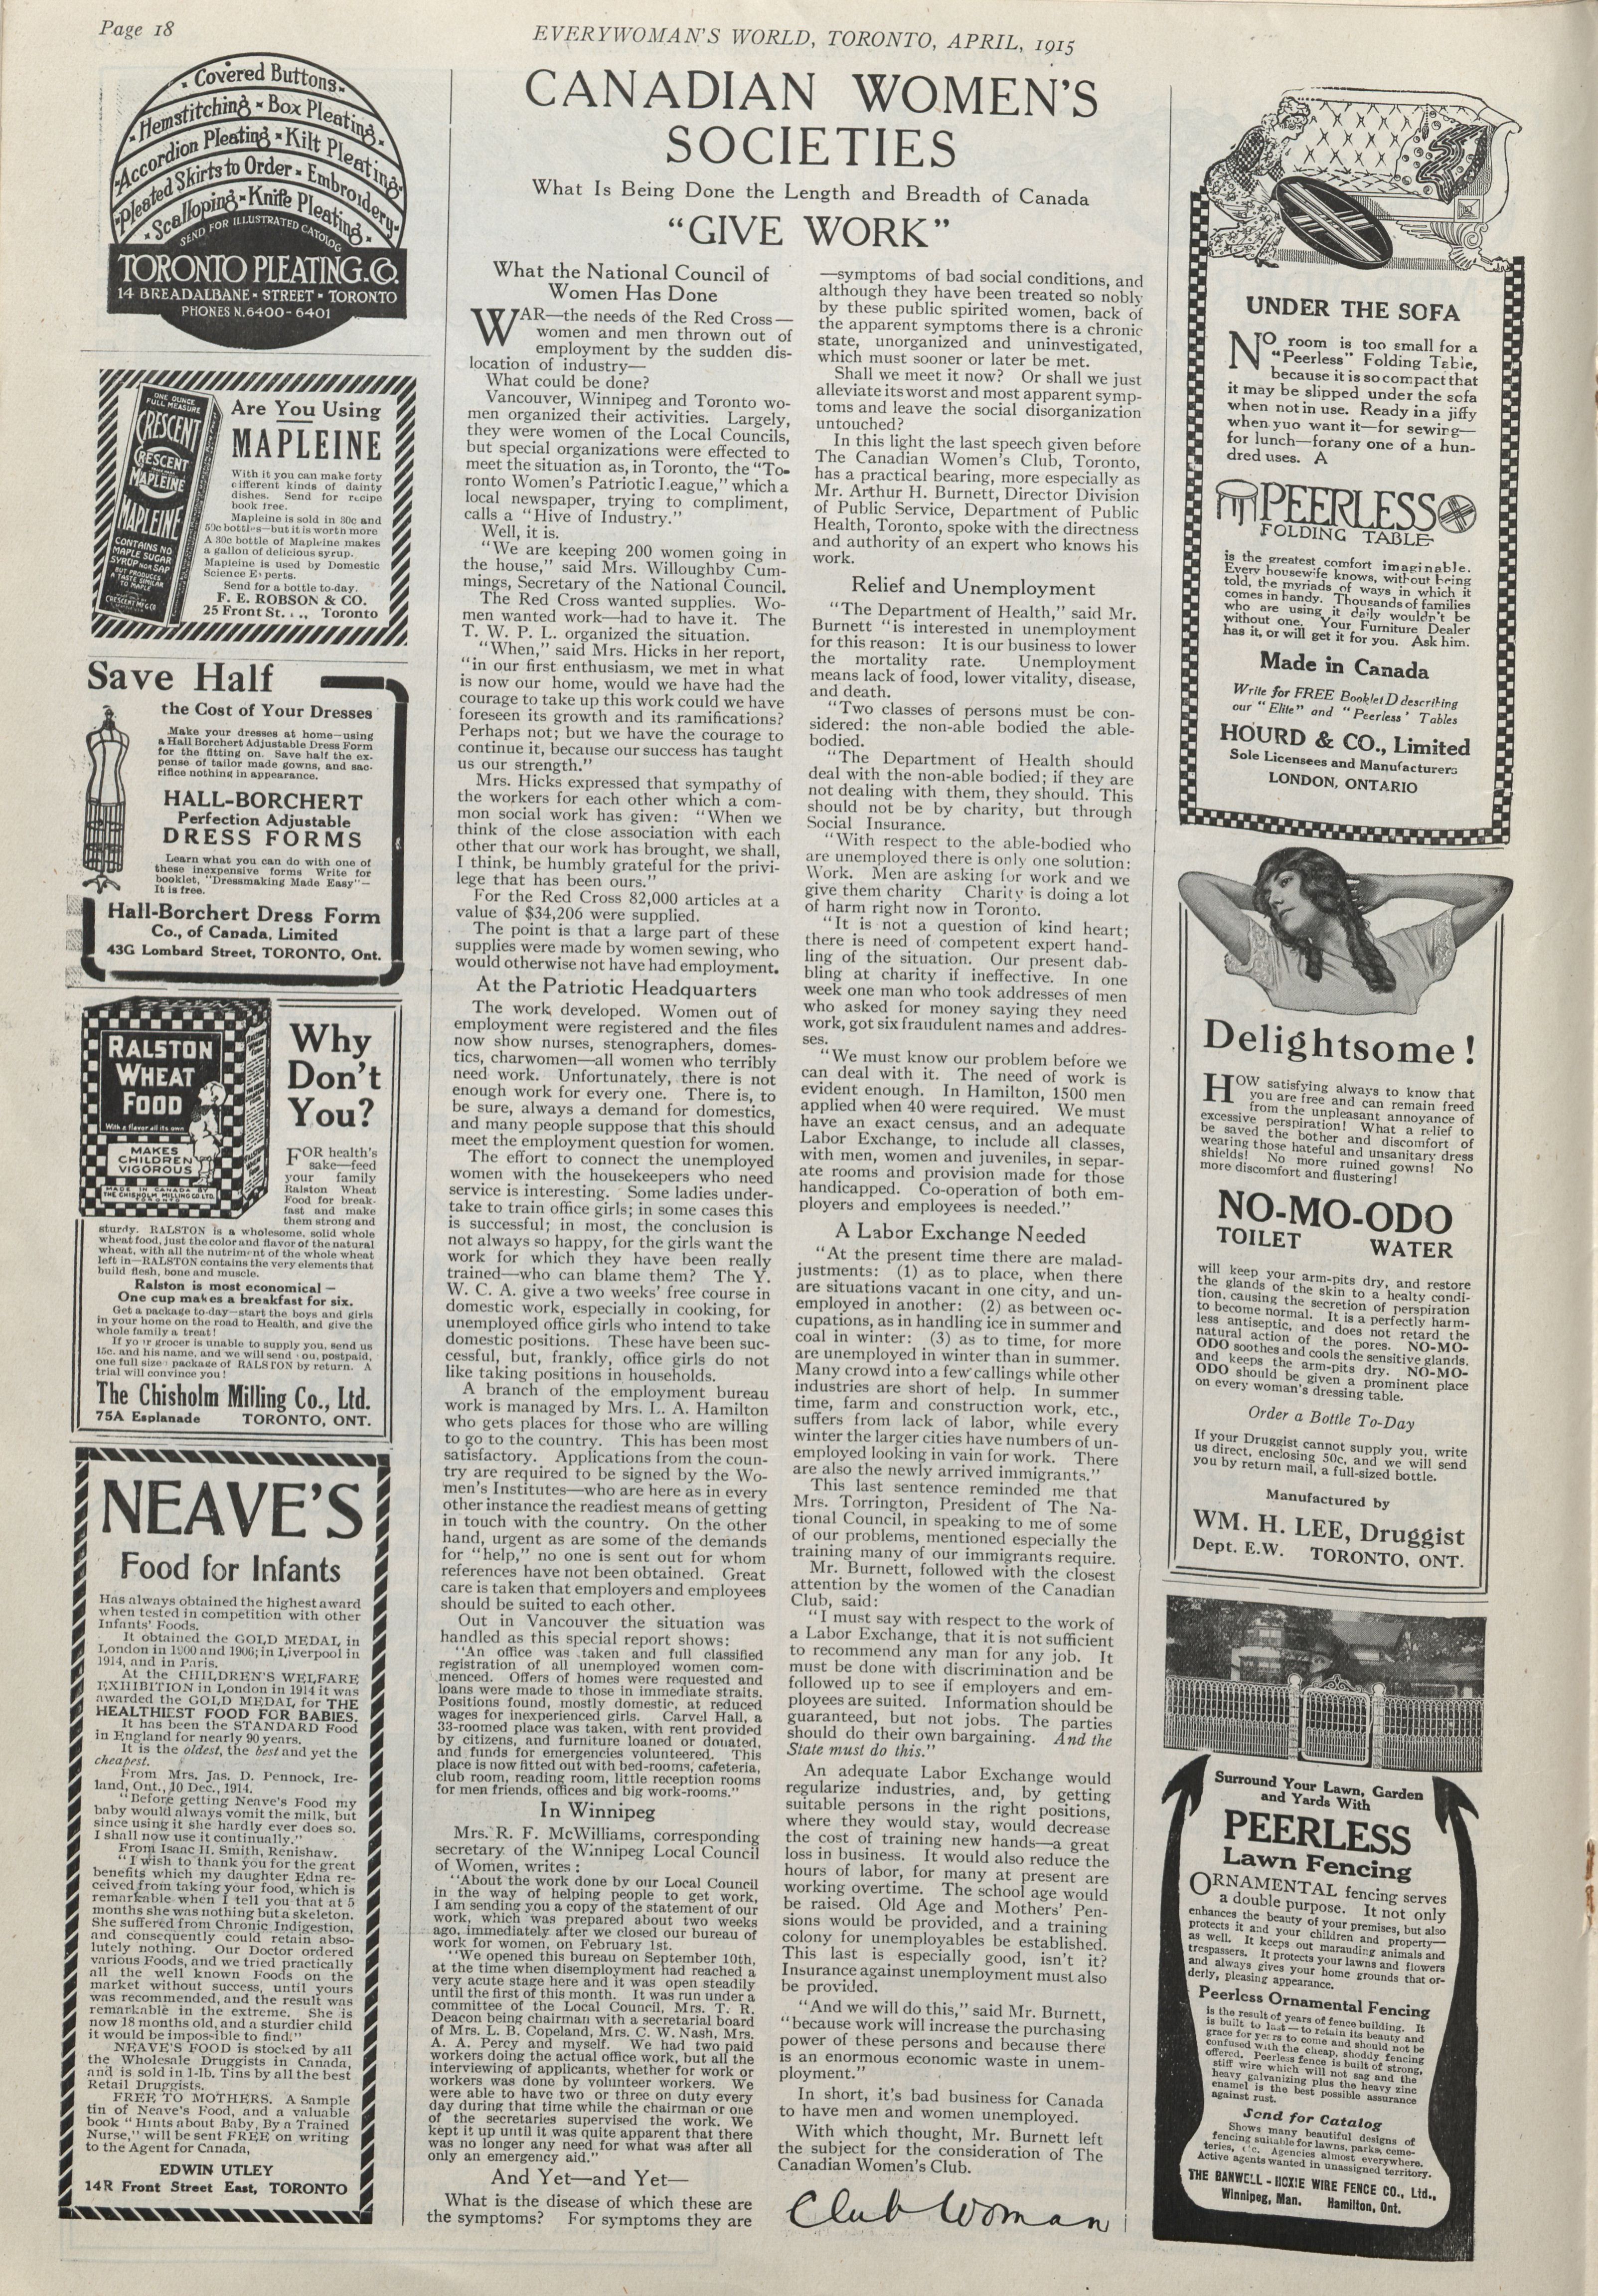 Page 18
EVERYWOMAN'S WORLD, TORONTO, APRIL, 1915
Covered Buttons
Hemstitching - Box Pleating
Accordion Pleating - Kilt Pleating
Pleated Skirts to Order - Embroidery
Scalloping - Knife Pleating
SEND FOR ILLUSTRATED CATOLOG
TORONTO PLEATING.CO.
14 BREADALBANE - STREET - TORONTO
PHONES N.6400-6401
ONE OUNCE
FULL MEASURE
CRESCENT
CRESCENT
MAPLEINE
MAPLEINE
CONTAINS NO
MAPLE SUGAR
SYRUP NOR SAP
BUT PRODUCES
A TASTE SIMILAR
TO MAPLE
CRESCENT MFG CO
Are You Using
MAPLEINE
With it you can make forty
different kinds of dainty
dishes. Send for recipe
book free.
Mapleine is sold in 30c and
50c bottles—but it is worth more
A 30c bottle of Mapleine makes
a gallon of delicious syrup.
Mapleine is used by Domestic
Science Experts.
Send for a bottle to-day.
F. E. ROBSON & CO.
25 Front St. Toronto
Save Half
the Cost of Your Dresses
Make your dresses at home—using
a Hall Borchert Adjustable Dress Form
for the fitting on. Save half the ex-
pense of tailor made gowns, and sac-
rifice nothing in appearance.
HALL-BORCHERT
Perfection Adjustable
DRESS FORMS
Learn what you can do with one of
these inexpensive forms Write for
booklet, "Dressmaking Made Easy"—
It is free.
Hall-Borchert Dress Form
Co., of Canada, Limited
43G Lombard Street, TORONTO, Ont.
RALSTON
WHEAT
FOOD
With a flavor all its own
MAKES
CHILDREN
VIGOROUS
MADE IN CANADA BY
THE CHISHOLM MILLING CO LTD.
TORONTO
Why
Don't
You?
FOR health's
sake—feed
your family
Ralston Wheat
Food for break-
fast and make
them strong and
sturdy. RALSTON is a wholesome, solid whole
wheat food, just the color and flavor of the natural
wheat, with all the nutriment of the whole wheat
left in—RALSTON contains the very elements that
build flesh, bone and muscle.
Ralston is most economical—
One cup makes a breakfast for six.
Get a package to-day—start the boys and girls
in your home on the road to Health, and give the
whole family a treat!
If your grocer is unable to supply you, send us
15c. and his name, and we will send you, postpaid,
one full size package of RALSTON by return. A
trial will convince you!
The Chisholm Milling Co., Ltd.
75A Esplanade TORONTO, ONT.
NEAVE'S
Food for Infants
Has always obtained the highest award
when tested in competition with other
Infants' Foods.
It obtained the GOLD MEDAL in
London in 1900 and 1906; in Liverpool in
1914, and in Paris.
At the CHILDREN'S WELFARE
EXHIBITION in London in 1914 it was
awarded the GOLD MEDAL for THE
HEALTHIEST FOOD FOR BABIES.
It has been the STANDARD Food
in England for nearly 90 years.
It is the oldest, the best and yet the
cheapest.
From Mrs. Jas. D. Pennock, Ire-
land, Ont., 10 Dec., 1914.
"Before getting Neave's Food my
baby would always vomit the milk, but
since using it she hardly ever does so.
I shall now use it continually."
From Isaac H. Smith, Renishaw.
"I wish to thank you for the great
benefits which my daughter Edna re-
ceived from taking your food, which is
remarkable when I tell you that at 5
months she was nothing but a skeleton.
She suffered from Chronic Indigestion,
and consequently could retain abso-
lutely nothing. Our Doctor ordered
various Foods, and we tried practically
all the well known Foods on the
market without success, until yours
was recommended, and the result was
remarkable in the extreme. She is
now 18 months old, and a sturdier child
it would be impossible to find."
NEAVE'S FOOD is stocked by all
the Wholesale Druggists in Canada,
and is sold in 1-lb. Tins by all the best
Retail Druggists.
FREE TO MOTHERS. A Sample
tin of Neave's Food, and a valuable
book "Hints about Baby, By a Trained
Nurse," will be sent FREE on writing
to the Agent for Canada,
EDWIN UTLEY
14R Front Street East, TORONTO
CANADIAN WOMEN'S
SOCIETIES
What Is Being Done the Length and Breadth of Canada
"GIVE WORK"
What the National Council of
Women Has Done
WAR—the needs of the Red Cross—
women and men thrown out of
employment by the sudden dis-
location of industry—
What could be done?
Vancouver, Winnipeg and Toronto wo-
men organized their activities. Largely,
they were women of the Local Councils,
but special organizations were effected to
meet the situation as, in Toronto, the "To-
ronto Women's Patriotic League," which a
local newspaper, trying to compliment,
calls a "Hive of Industry."
Well, it is.
"We are keeping 200 women going in
the house," said Mrs. Willoughby Cum-
mings, Secretary of the National Council.
The Red Cross wanted supplies. Wo-
men wanted work—had to have it. The
T. W. P. L. organized the situation.
"When," said Mrs. Hicks in her report,
"in our first enthusiasm, we met in what
is now our home, would we have had the
courage to take up this work could we have
foreseen its growth and its ramifications?
Perhaps not; but we have the courage to
continue it, because our success has taught
us our strength."
Mrs. Hicks expressed that sympathy of
the workers for each other which a com-
mon social work has given: "When we
think of the close association with each
other that our work has brought, we shall,
I think, be humbly grateful for the privi-
lege that has been ours."
For the Red Cross 82,000 articles at a
value of $34,206 were supplied.
The point is that a large part of these
supplies were made by women sewing, who
would otherwise not have had employment.
At the Patriotic Headquarters
The work developed. Women out of
employment were registered and the files
now show nurses, stenographers, domes-
tics, charwomen—all women who terribly
need work. Unfortunately, there is not
enough work for every one. There is, to
be sure, always a demand for domestics,
and many people suppose that this should
meet the employment question for women.
The effort to connect the unemployed
women with the housekeepers who need
service is interesting. Some ladies under-
take to train office girls; in some cases this
is successful; in most, the conclusion is
not always so happy, for the girls want the
work for which they have been really
trained—who can blame them? The Y.
W. C. A. give a two weeks' free course in
domestic work, especially in cooking, for
unemployed office girls who intend to take
domestic positions. These have been suc-
cessful, but, frankly, office girls do not
like taking positions in households.
A branch of the employment bureau
work is managed by Mrs. L. A. Hamilton
who gets places for those who are willing
to go to the country. This has been most
satisfactory. Applications from the coun-
try are required to be signed by the Wo-
men's Institutes—who are here as in every
other instance the readiest means of getting
in touch with the country. On the other
hand, urgent as are some of the demands
for "help," no one is sent out for whom
references have not been obtained. Great
care is taken that employers and employees
should be suited to each other.
Out in Vancouver the situation was
handled as this special report shows:
"An office was taken and full classified
registration of all unemployed women com-
menced. Offers of homes were requested and
loans were made to those in immediate straits.
Positions found, mostly domestic, at reduced
wages for inexperienced girls. Carvel Hall, a
33-roomed place was taken, with rent provided
by citizens, and furniture loaned or donated,
and funds for emergencies volunteered. This
place is now fitted out with bed-rooms, cafeteria,
club room, reading room, little reception rooms
for men friends, offices and big work-rooms."
In Winnipeg
Mrs. R. F. McWilliams, corresponding
secretary of the Winnipeg Local Council
of Women, writes:
"About the work done by our Local Council
in the way of helping people to get work,
I am sending you a copy of the statement of our
work, which was prepared about two weeks
ago, immediately after we closed our bureau of
work for women, on February 1st.
"We opened this bureau on September 10th,
at the time when disemployment had reached a
very acute stage here and it was open steadily
until the first of this month. It was run under a
committee of the Local Council, Mrs. T. R.
Deacon being chairman with a secretarial board
of Mrs. L. B. Copeland, Mrs. C. W. Nash, Mrs.
A. A. Percy and myself. We had two paid
workers doing the actual office work, but all the
interviewing of applicants, whether for work or
workers was done by volunteer workers. We
were able to have two or three on duty every
day during that time while the chairman or one
of the secretaries supervised the work. We
kept it up until it was quite apparent that there
was no longer any need for what was after all
only an emergency aid."
And Yet—and Yet—
What is the disease of which these are
the symptoms? For symptoms they are
—symptoms of bad social conditions, and
although they have been treated so nobly
by these public spirited women, back of
the apparent symptoms there is a chronic
state, unorganized and uninvestigated,
which must sooner or later be met.
Shall we meet it now? Or shall we just
alleviate its worst and most apparent symp-
toms and leave the social disorganization
untouched?
In this light the last speech given before
The Canadian Women's Club, Toronto,
has a practical bearing, more especially as
Mr. Arthur H. Burnett, Director Division
of Public Service, Department of Public
Health, Toronto, spoke with the directness
and authority of an expert who knows his
work.
Relief and Unemployment
"The Department of Health," said Mr.
Burnett "is interested in unemployment
for this reason: It is our business to lower
the mortality rate. Unemployment
means lack of food, lower vitality, disease,
and death.
"Two classes of persons must be con-
sidered: the non-able bodied the able-
bodied.
"The Department of Health should
deal with the non-able bodied; if they are
not dealing with them, they should. This
should not be by charity, but through
Social Insurance.
"With respect to the able-bodied who
are unemployed there is only one solution:
Work. Men are asking for work and we
give them charity Charity is doing a lot
of harm right now in Toronto.
"It is not a question of kind heart;
there is need of competent expert hand-
ling of the situation. Our present dab-
bling at charity if ineffective. In one
week one man who took addresses of men
who asked for money saying they need
work, got six fraudulent names and addres-
ses.
"We must know our problem before we
can deal with it. The need of work is
evident enough. In Hamilton, 1500 men
applied when 40 were required. We must
have an exact census, and an adequate
Labor Exchange, to include all classes,
with men, women and juveniles, in separ-
ate rooms and provision made for those
handicapped. Co-operation of both em-
ployers and employees is needed."
A Labor Exchange Needed
"At the present time there are malad-
justments: (1) as to place, when there
are situations vacant in one city, and un-
employed in another: (2) as between oc-
cupations, as in handling ice in summer and
coal in winter: (3) as to time, for more
are unemployed in winter than in summer.
Many crowd into a few callings while other
industries are short of help. In summer
time, farm and construction work, etc.,
suffers from lack of labor, while every
winter the larger cities have numbers of un-
employed looking in vain for work. There
are also the newly arrived immigrants."
This last sentence reminded me that
Mrs. Torrington, President of The Na-
tional Council, in speaking to me of some
of our problems, mentioned especially the
training many of our immigrants require.
Mr. Burnett, followed with the closest
attention by the women of the Canadian
Club, said:
"I must say with respect to the work of
a Labor Exchange, that it is not sufficient
to recommend any man for any job. It
must be done with discrimination and be
followed up to see if employers and em-
ployees are suited. Information should be
guaranteed, but not jobs. The parties
should do their own bargaining. And the
State must do this."
An adequate Labor Exchange would
regularize industries, and, by getting
suitable persons in the right positions,
where they would stay, would decrease
the cost of training new hands—a great
loss in business. It would also reduce the
hours of labor, for many at present are
working overtime. The school age would
be raised. Old Age and Mothers' Pen-
sions would be provided, and a training
colony for unemployables be established.
This last is especially good, isn't it?
Insurance against unemployment must also
be provided.
"And we will do this," said Mr. Burnett,
"because work will increase the purchasing
power of these persons and because there
is an enormous economic waste in unem-
ployment."
In short, it's bad business for Canada
to have men and women unemployed.
With which thought, Mr. Burnett left
the subject for the consideration of The
Canadian Women's Club.
Club Woman
UNDER THE SOFA
NO room is too small for a
"Peerless" Folding Table,
because it is so compact that
it may be slipped under the sofa
when not in use. Ready in a jiffy
when yuo want it—for sewing—
for lunch—forany one of a hun-
dred uses. A
PEERLESS
FOLDING TABLE
is the greatest comfort imaginable.
Every housewife knows, without being
told, the myriads of ways in which it
comes in handy. Thousands of families
who are using it daily wouldn't be
without one. Your Furniture Dealer
has it, or will get it for you. Ask him.
Made in Canada
Write for FREE Booklet D describing
our "Elite" and "Peerless' Tables
HOURD & CO., Limited
Sole Licensees and Manufacturers
LONDON, ONTARIO
Delightsome!
HOW satisfying always to know that
you are free and can remain freed
from the unpleasant annoyance of
excessive perspiration! What a relief to
be saved the bother and discomfort of
wearing those hateful and unsanitary dress
shields! No more ruined gowns! No
more discomfort and flustering!
NO-MO-ODO
TOILET WATER
will keep your arm-pits dry, and restore
the glands of the skin to a healty condi-
tion, causing the secretion of perspiration
to become normal. It is a perfectly harm-
less antiseptic, and does not retard the
natural action of the pores. NO-MO-
ODO soothes and cools the sensitive glands,
and keeps the arm-pits dry. NO-MO-
ODO should be given a prominent place
on every woman's dressing table.
Order a Bottle To-Day
If your Druggist cannot supply you, write
us direct, enclosing 50c, and we will send
you by return mail, a full-sized bottle.
Manufactured by
WM. H. LEE, Druggist
Dept. E.W. TORONTO, ONT.
Surround Your Lawn, Garden
and Yards With
PEERLESS
Lawn Fencing
ORNAMENTAL fencing serves
a double purpose. It not only
enhances the beauty of your premises, but also
protects it and your children and property—
as well. It keeps out marauding animals and
trespassers. It protects your lawns and flowers
and always gives your home grounds that or-
derly, pleasing appearance.
Peerless Ornamental Fencing
is the result of years of fence building. It
is built to last—to retain its beauty and
grace for years to come and should not be
confused with the cheap, shoddy fencing
offered. Peerless fence is built of strong,
stiff wire which will not sag and the
heavy galvanizing plus the heavy zinc
enamel is the best possible assurance
against rust.
Send for Catalog
Shows many beautiful designs of
fencing suitable for lawns, parks, ceme-
teries, etc. Agencies almost everywhere.
Active agents wanted in unassigned territory.
THE BANWELL - HOXIE WIRE FENCE CO., Ltd.,
Winnipeg, Man. Hamilton, Ont.